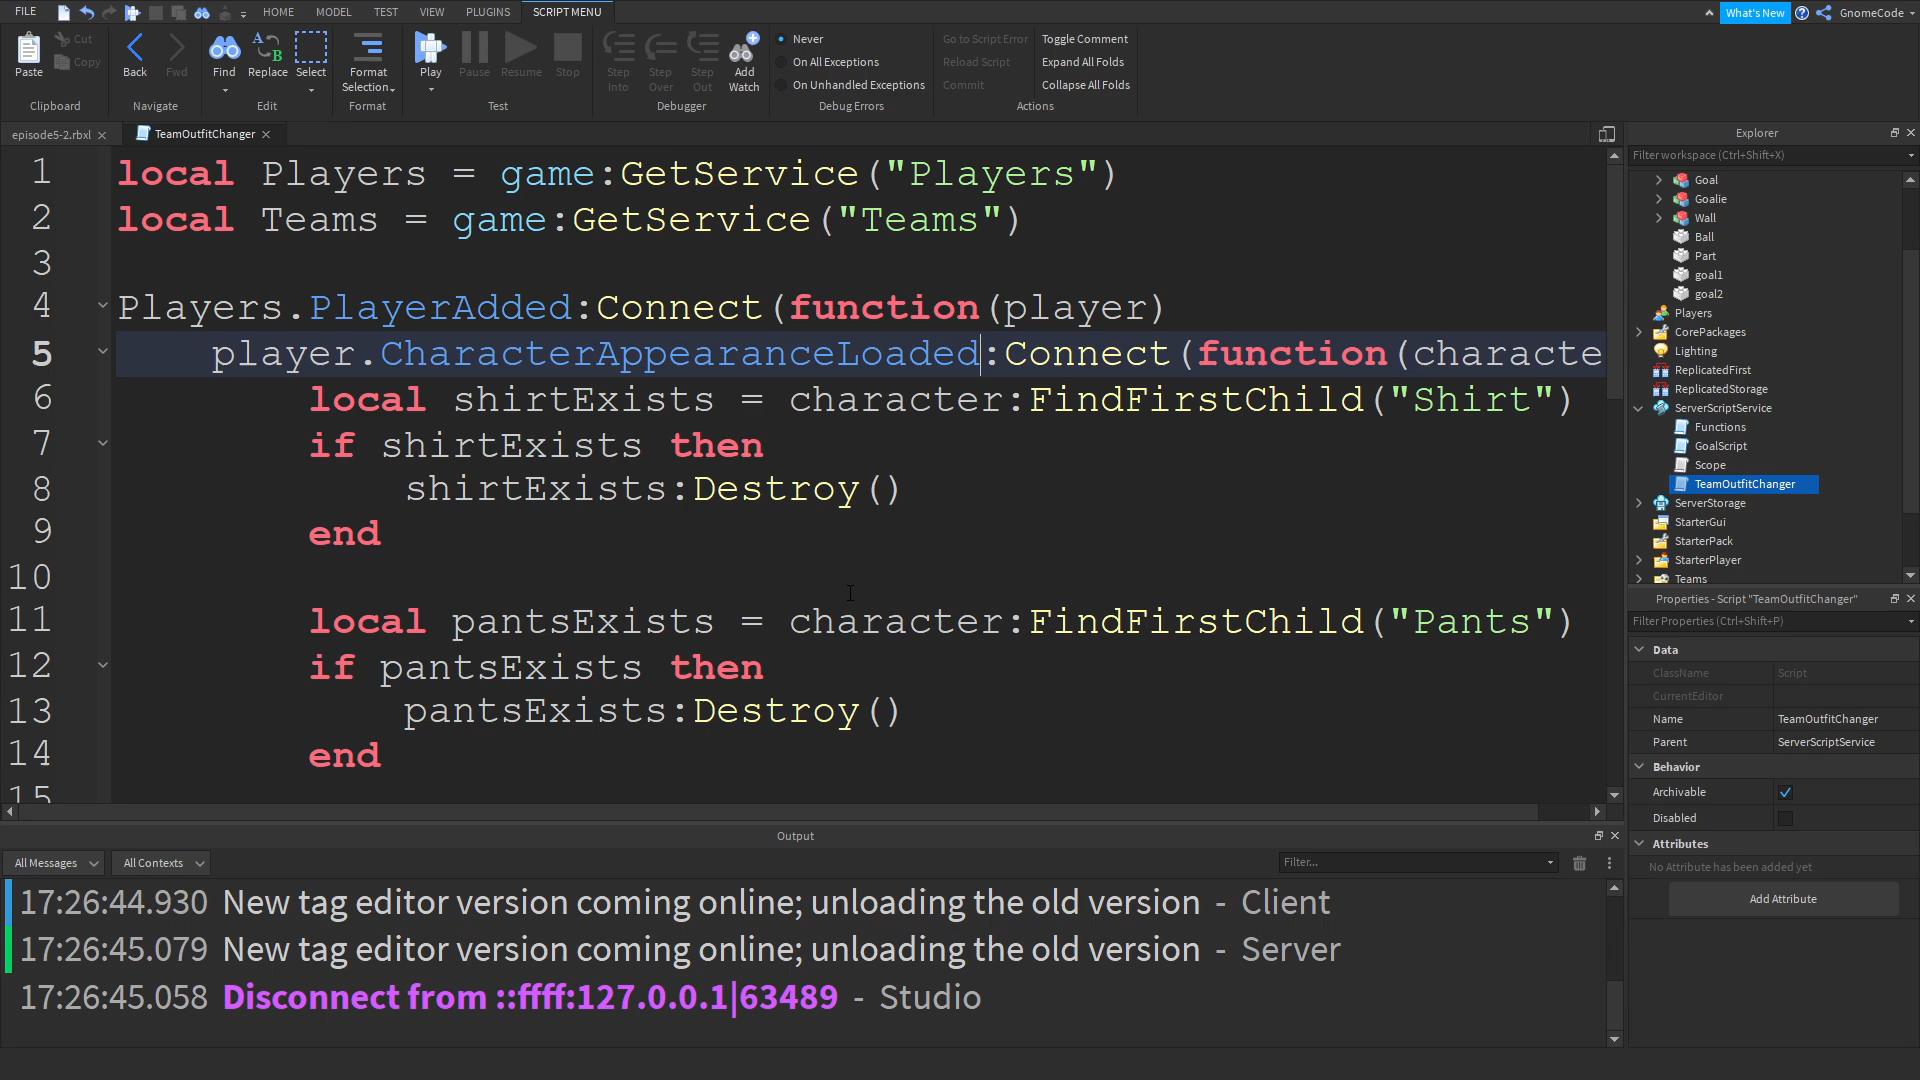 FILE HOME MODEL TEST VIEW PLUGINS SCRIPT MENU What's New GnomeCode
Paste Cut Copy
Clipboard
Back Fwd
Navigate
Find Replace Select
Edit
Format Selection
Format
Play Pause Resume Stop
Test
Step Into Step Over Step Out Add Watch
Debugger
Never
On All Exceptions
On Unhandled Exceptions
Debug Errors
Go to Script Error
Reload Script
Commit
Toggle Comment
Expand All Folds
Collapse All Folds
Actions
episode5-2.rbxl TeamOutfitChanger
1 local Players = game:GetService("Players")
2 local Teams = game:GetService("Teams")
3
4 Players.PlayerAdded:Connect(function(player)
5 player.CharacterAppearanceLoaded:Connect(function(characte
6 local shirtExists = character:FindFirstChild("Shirt")
7 if shirtExists then
8 shirtExists:Destroy()
9 end
10
11 local pantsExists = character:FindFirstChild("Pants")
12 if pantsExists then
13 pantsExists:Destroy()
14 end
15
Output
All Messages All Contexts Filter...
17:26:44.930 New tag editor version coming online; unloading the old version - Client
17:26:45.079 New tag editor version coming online; unloading the old version - Server
17:26:45.058 Disconnect from ::ffff:127.0.0.1|63489 - Studio
Explorer
Filter workspace (Ctrl+Shift+X)
Goal
Goalie
Wall
Ball
Part
goal1
goal2
Players
CorePackages
Lighting
ReplicatedFirst
ReplicatedStorage
ServerScriptService
Functions
GoalScript
Scope
TeamOutfitChanger
ServerStorage
StarterGui
StarterPack
StarterPlayer
Teams
Properties - Script "TeamOutfitChanger"
Filter Properties (Ctrl+Shift+P)
Data
ClassName Script
CurrentEditor
Name TeamOutfitChanger
Parent ServerScriptService
Behavior
Archivable
Disabled
Attributes
No Attribute has been added yet
Add Attribute